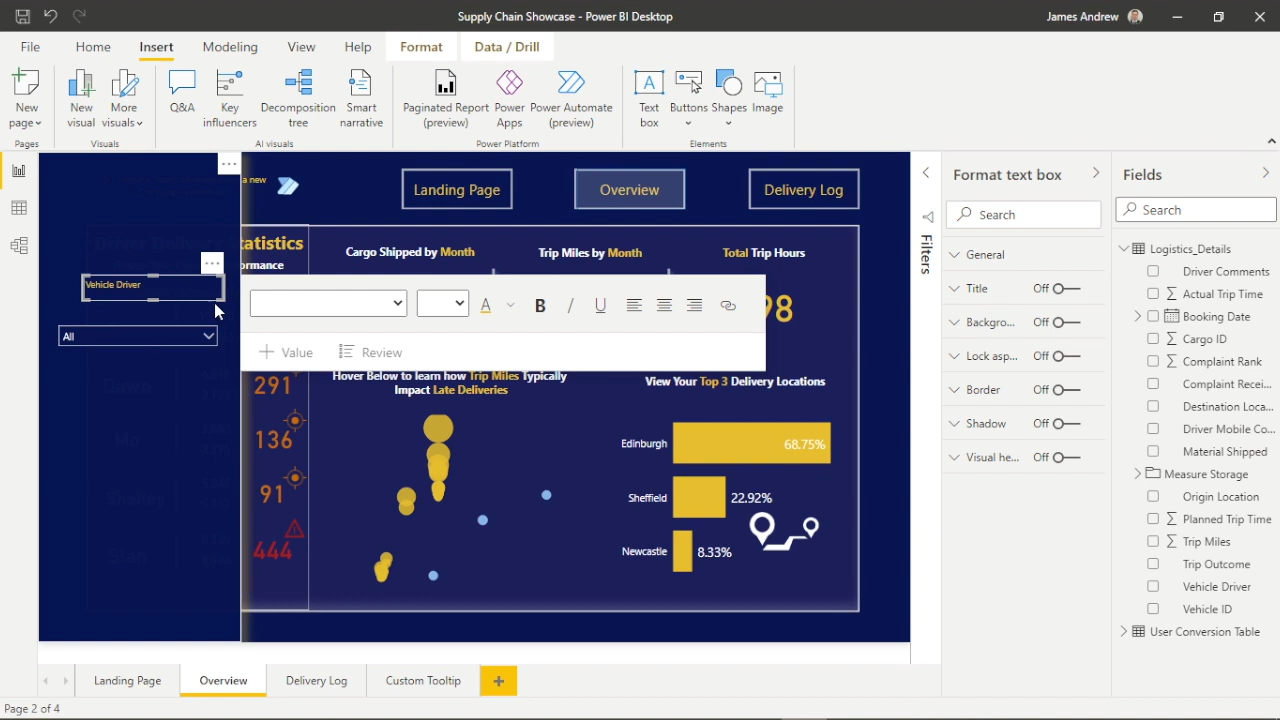 Supply Chain Showcase - Power BI Desktop
James Andrew
File
Home
Insert
Modeling
View
Help
Format
Data / Drill
New page
New visual
More visuals
Q&A
Key influencers
Decomposition tree
Smart narrative
Paginated Report (preview)
Power Apps
Power Automate (preview)
Text box
Buttons
Shapes
Image
Pages
Visuals
AI visuals
Power Platform
Elements
a new
Landing Page
Overview
Delivery Log
atistics
ormance
Cargo Shipped by Month
Trip Miles by Month
Total Trip Hours
98
Vehicle Driver
All
B
I
U
A
Value
Review
Hover Below to learn how Trip Miles Typically
Impact Late Deliveries
View Your Top 3 Delivery Locations
291
136
91
444
Dawn
Mo
Stan
Edinburgh
68.75%
Sheffield
22.92%
Newcastle
8.33%
Filters
Format text box
Search
General
Title
Off
Backgro...
Off
Lock asp...
Off
Border
Off
Shadow
Off
Visual he...
Off
Fields
Search
Logistics_Details
Driver Comments
Actual Trip Time
Booking Date
Cargo ID
Complaint Rank
Complaint Recei...
Destination Loca...
Driver Mobile Co...
Material Shipped
Measure Storage
Origin Location
Planned Trip Time
Trip Miles
Trip Outcome
Vehicle Driver
Vehicle ID
User Conversion Table
Landing Page
Overview
Delivery Log
Custom Tooltip
Page 2 of 4